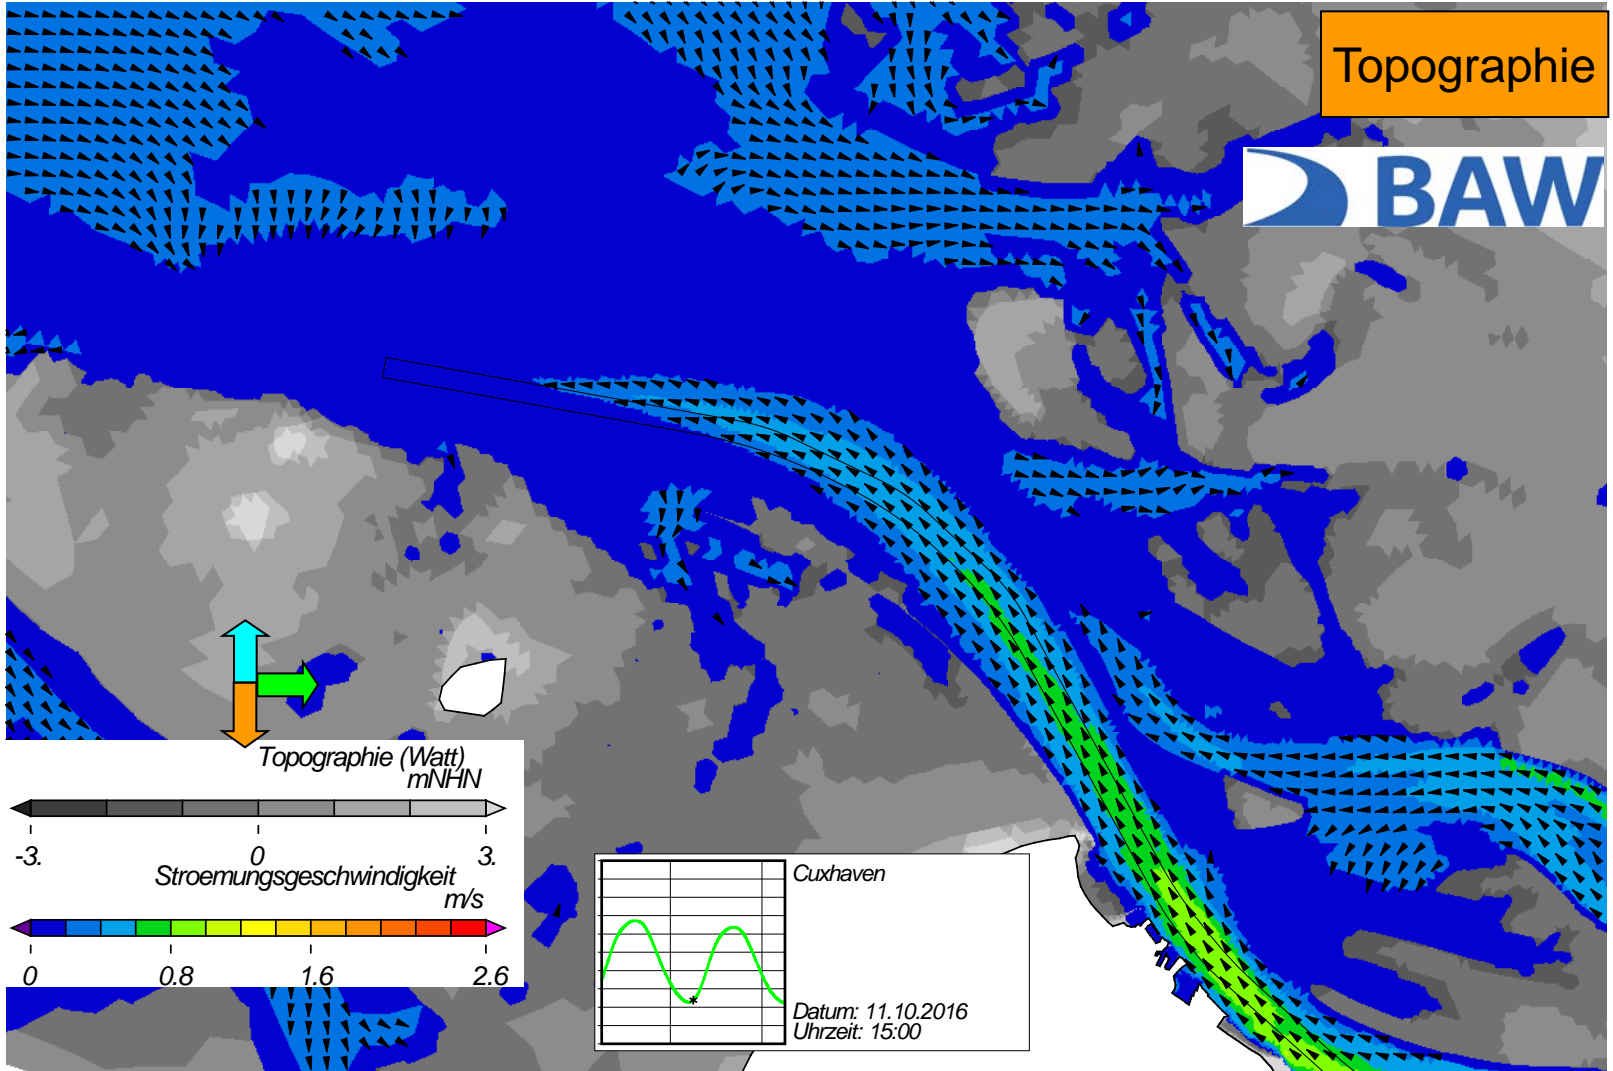 Topographie
BAW
Topographie (Watt)
mNHN
-3. 0 3.
Stroemungsgeschwindigkeit
m/s
0 0.8 1.6 2.6
Cuxhaven
Datum: 11.10.2016
Uhrzeit: 15:00